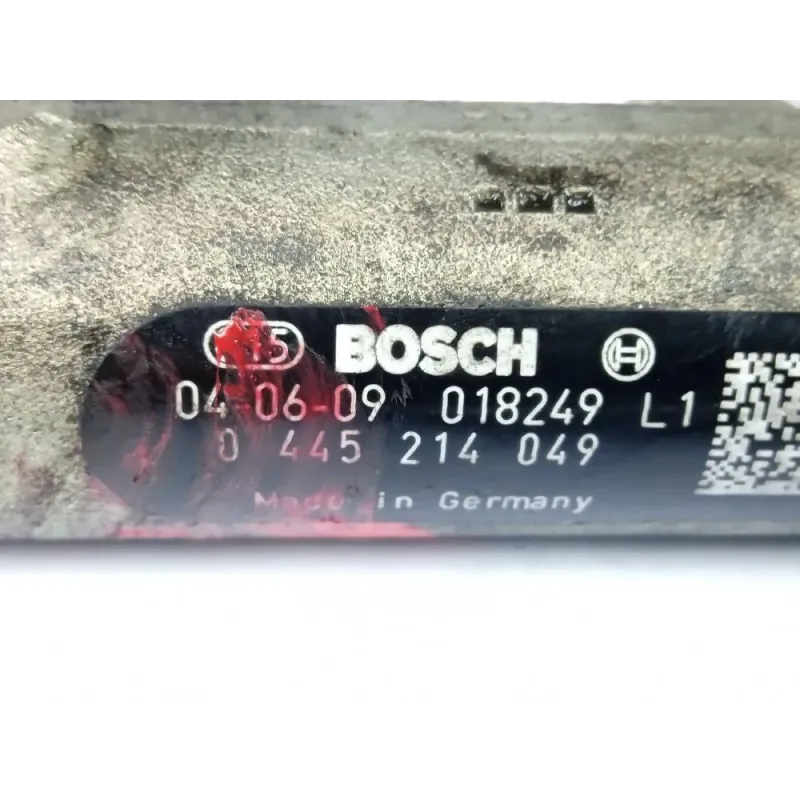 BOSCH
04-06-09 018249 L1
0 445 214 049
Made in Germany